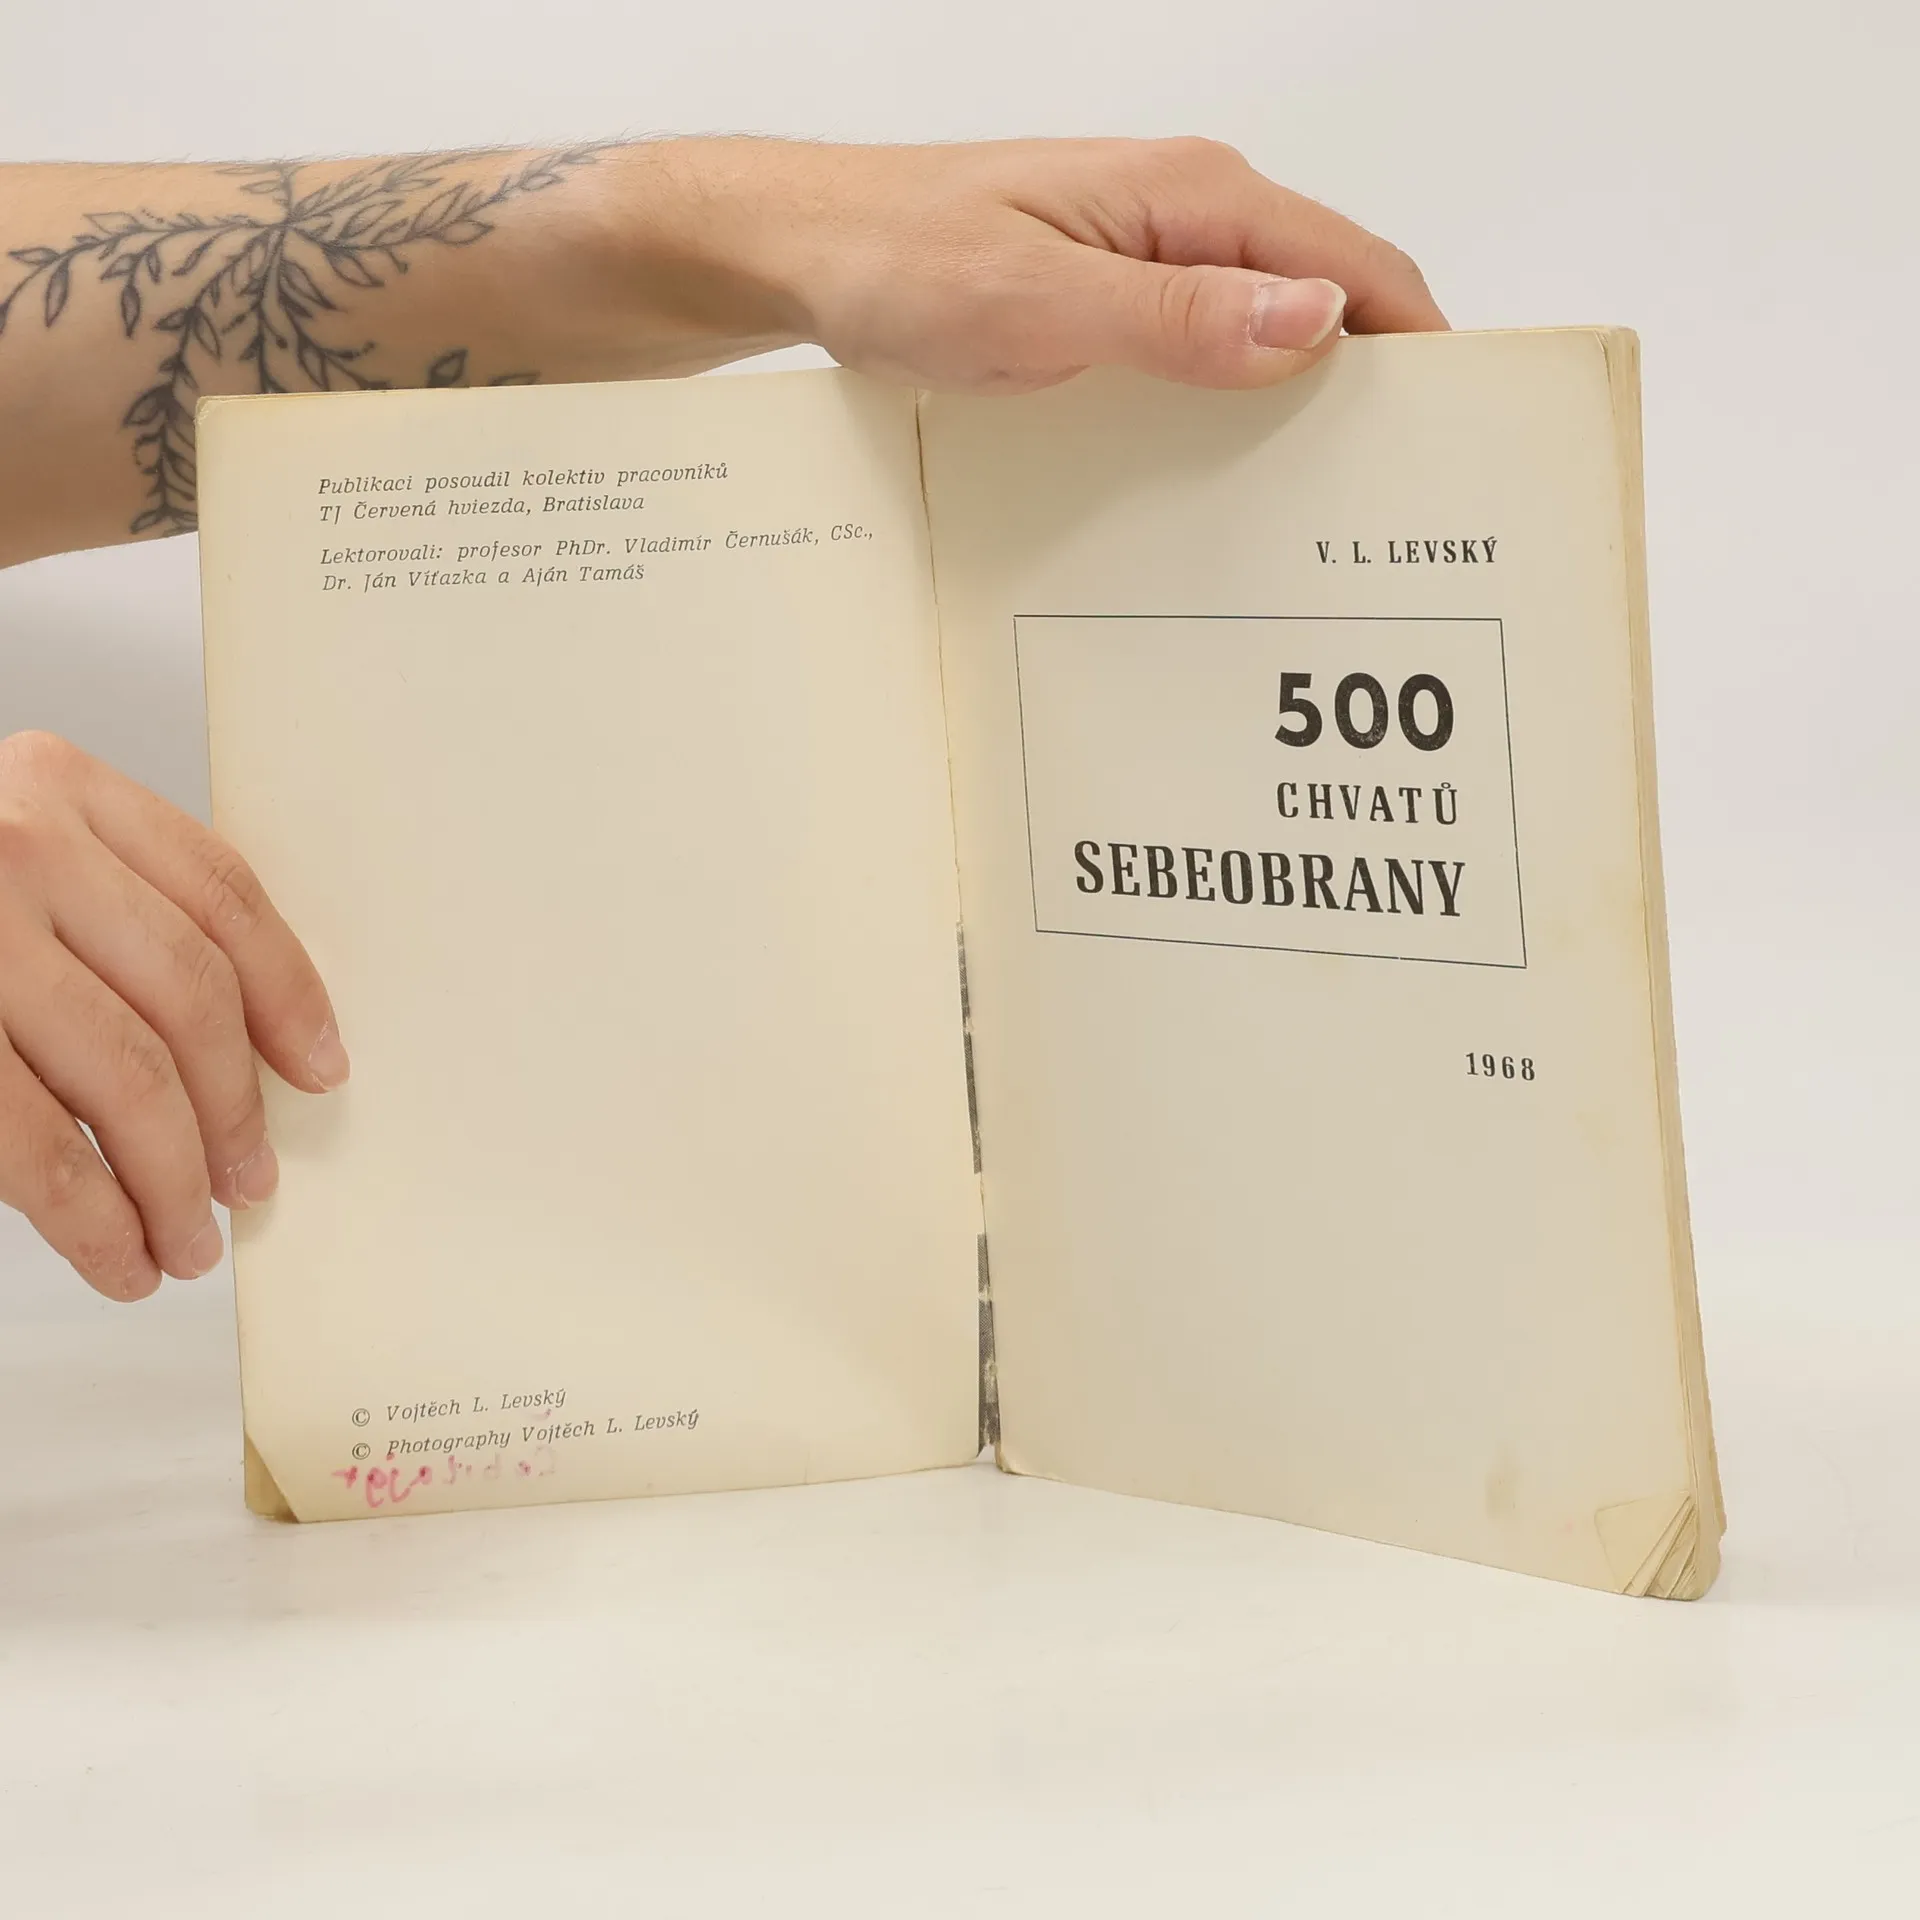 Publikaci posoudil kolektiv pracovníků
TJ Červená hviezda, Bratislava
Lektorovali: profesor PhDr. Vladimír Černušák, CSc.,
Dr. Ján Víťazka a Aján Tamáš
© Vojtěch L. Levský
© Photography Vojtěch L. Levský
V. L. LEVSKÝ
500
CHVATŮ
SEBEOBRANY
1968